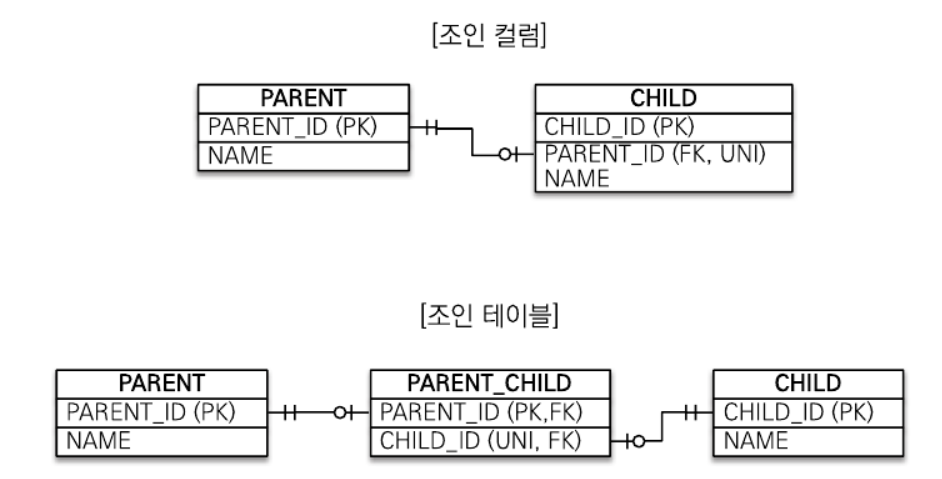 [조인 컬럼]
PARENT
PARENT_ID (PK)
NAME
CHILD
CHILD_ID (PK)
PARENT_ID (FK, UNI)
NAME
[조인 테이블]
PARENT
PARENT_ID (PK)
NAME
PARENT_CHILD
PARENT_ID (PK,FK)
CHILD_ID (UNI, FK)
CHILD
CHILD_ID (PK)
NAME